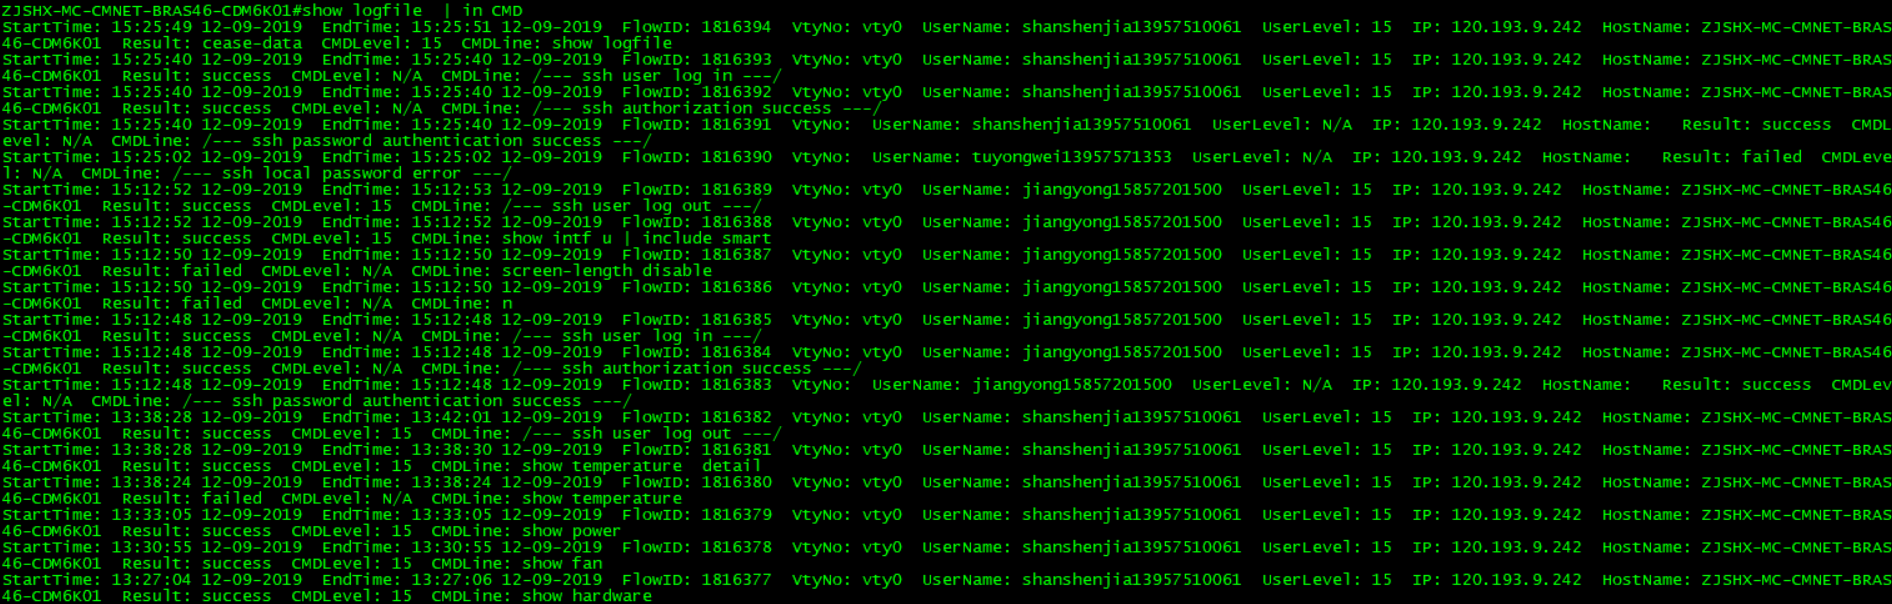 ZJSHX-MC-CMNET-BRAS46-CDM6K01#show logfile  | in CMD
StartTime: 15:25:49 12-09-2019  EndTime: 15:25:51 12-09-2019  FlowID: 1816394  VtyNo: vty0  UserName: shanshenjia13957510061  UserLevel: 15  IP: 120.193.9.242  HostName: ZJSHX-MC-CMNET-BRAS
46-CDM6K01  Result: cease-data  CMDLevel: 15  CMDLine: show logfile
StartTime: 15:25:40 12-09-2019  EndTime: 15:25:40 12-09-2019  FlowID: 1816393  VtyNo: vty0  UserName: shanshenjia13957510061  UserLevel: 15  IP: 120.193.9.242  HostName: ZJSHX-MC-CMNET-BRAS
46-CDM6K01  Result: success  CMDLevel: N/A  CMDLine: /--- ssh user log in ---/
StartTime: 15:25:40 12-09-2019  EndTime: 15:25:40 12-09-2019  FlowID: 1816392  VtyNo: vty0  UserName: shanshenjia13957510061  UserLevel: 15  IP: 120.193.9.242  HostName: ZJSHX-MC-CMNET-BRAS
46-CDM6K01  Result: success  CMDLevel: N/A  CMDLine: /--- ssh authorization success ---/
StartTime: 15:25:40 12-09-2019  EndTime: 15:25:40 12-09-2019  FlowID: 1816391  VtyNo:  UserName: shanshenjia13957510061  UserLevel: N/A  IP: 120.193.9.242  HostName:   Result: success  CMDL
evel: N/A  CMDLine: /--- ssh password authentication success ---/
StartTime: 15:25:02 12-09-2019  EndTime: 15:25:02 12-09-2019  FlowID: 1816390  VtyNo:  UserName: tuyongwei13957571353  UserLevel: N/A  IP: 120.193.9.242  HostName:   Result: failed  CMDLeve
l: N/A  CMDLine: /--- ssh local password error ---/
StartTime: 15:12:52 12-09-2019  EndTime: 15:12:53 12-09-2019  FlowID: 1816389  VtyNo: vty0  UserName: jiangyong15857201500  UserLevel: 15  IP: 120.193.9.242  HostName: ZJSHX-MC-CMNET-BRAS46
-CDM6K01  Result: success  CMDLevel: 15  CMDLine: /--- ssh user log out ---/
StartTime: 15:12:52 12-09-2019  EndTime: 15:12:52 12-09-2019  FlowID: 1816388  VtyNo: vty0  UserName: jiangyong15857201500  UserLevel: 15  IP: 120.193.9.242  HostName: ZJSHX-MC-CMNET-BRAS46
-CDM6K01  Result: success  CMDLevel: 15  CMDLine: show intf u | include smart
StartTime: 15:12:50 12-09-2019  EndTime: 15:12:50 12-09-2019  FlowID: 1816387  VtyNo: vty0  UserName: jiangyong15857201500  UserLevel: 15  IP: 120.193.9.242  HostName: ZJSHX-MC-CMNET-BRAS46
-CDM6K01  Result: failed  CMDLevel: N/A  CMDLine: screen-length disable
StartTime: 15:12:50 12-09-2019  EndTime: 15:12:50 12-09-2019  FlowID: 1816386  VtyNo: vty0  UserName: jiangyong15857201500  UserLevel: 15  IP: 120.193.9.242  HostName: ZJSHX-MC-CMNET-BRAS46
-CDM6K01  Result: failed  CMDLevel: N/A  CMDLine: n
StartTime: 15:12:48 12-09-2019  EndTime: 15:12:48 12-09-2019  FlowID: 1816385  VtyNo: vty0  UserName: jiangyong15857201500  UserLevel: 15  IP: 120.193.9.242  HostName: ZJSHX-MC-CMNET-BRAS46
-CDM6K01  Result: success  CMDLevel: N/A  CMDLine: /--- ssh user log in ---/
StartTime: 15:12:48 12-09-2019  EndTime: 15:12:48 12-09-2019  FlowID: 1816384  VtyNo: vty0  UserName: jiangyong15857201500  UserLevel: 15  IP: 120.193.9.242  HostName: ZJSHX-MC-CMNET-BRAS46
-CDM6K01  Result: success  CMDLevel: N/A  CMDLine: /--- ssh authorization success ---/
StartTime: 15:12:48 12-09-2019  EndTime: 15:12:48 12-09-2019  FlowID: 1816383  VtyNo:  UserName: jiangyong15857201500  UserLevel: N/A  IP: 120.193.9.242  HostName:   Result: success  CMDLev
el: N/A  CMDLine: /--- ssh password authentication success ---/
StartTime: 13:38:28 12-09-2019  EndTime: 13:42:01 12-09-2019  FlowID: 1816382  VtyNo: vty0  UserName: shanshenjia13957510061  UserLevel: 15  IP: 120.193.9.242  HostName: ZJSHX-MC-CMNET-BRAS
46-CDM6K01  Result: success  CMDLevel: 15  CMDLine: /--- ssh user log out ---/
StartTime: 13:38:28 12-09-2019  EndTime: 13:38:30 12-09-2019  FlowID: 1816381  VtyNo: vty0  UserName: shanshenjia13957510061  UserLevel: 15  IP: 120.193.9.242  HostName: ZJSHX-MC-CMNET-BRAS
46-CDM6K01  Result: success  CMDLevel: 15  CMDLine: show temperature  detail
StartTime: 13:38:24 12-09-2019  EndTime: 13:38:24 12-09-2019  FlowID: 1816380  VtyNo: vty0  UserName: shanshenjia13957510061  UserLevel: 15  IP: 120.193.9.242  HostName: ZJSHX-MC-CMNET-BRAS
46-CDM6K01  Result: failed  CMDLevel: N/A  CMDLine: show temperature
StartTime: 13:33:05 12-09-2019  EndTime: 13:33:05 12-09-2019  FlowID: 1816379  VtyNo: vty0  UserName: shanshenjia13957510061  UserLevel: 15  IP: 120.193.9.242  HostName: ZJSHX-MC-CMNET-BRAS
46-CDM6K01  Result: success  CMDLevel: 15  CMDLine: show power
StartTime: 13:30:55 12-09-2019  EndTime: 13:30:55 12-09-2019  FlowID: 1816378  VtyNo: vty0  UserName: shanshenjia13957510061  UserLevel: 15  IP: 120.193.9.242  HostName: ZJSHX-MC-CMNET-BRAS
46-CDM6K01  Result: success  CMDLevel: 15  CMDLine: show fan
StartTime: 13:27:04 12-09-2019  EndTime: 13:27:06 12-09-2019  FlowID: 1816377  VtyNo: vty0  UserName: shanshenjia13957510061  UserLevel: 15  IP: 120.193.9.242  HostName: ZJSHX-MC-CMNET-BRAS
46-CDM6K01  Result: success  CMDLevel: 15  CMDLine: show hardware